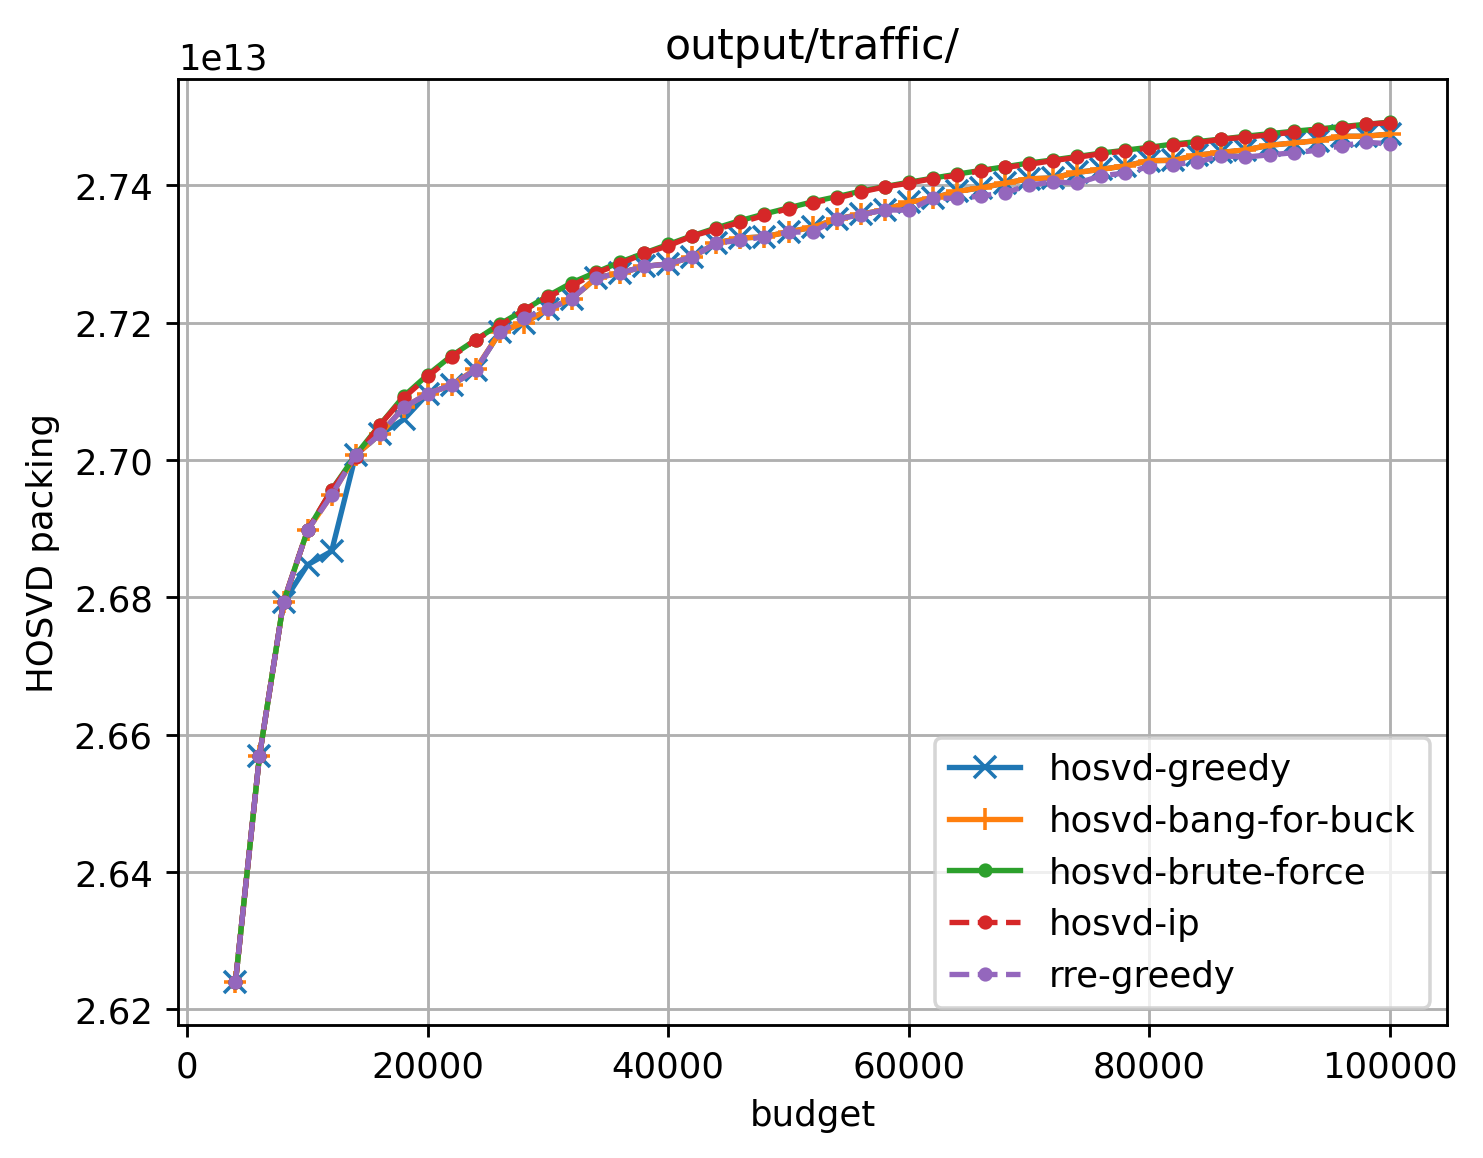 output/traffic/
1e13
2.74
2.72
2.70
2.68
2.66
2.64
2.62
HOSVD packing
hosvd-greedy
hosvd-bang-for-buck
hosvd-brute-force
hosvd-ip
rre-greedy
0 20000 40000 60000 80000 100000
budget